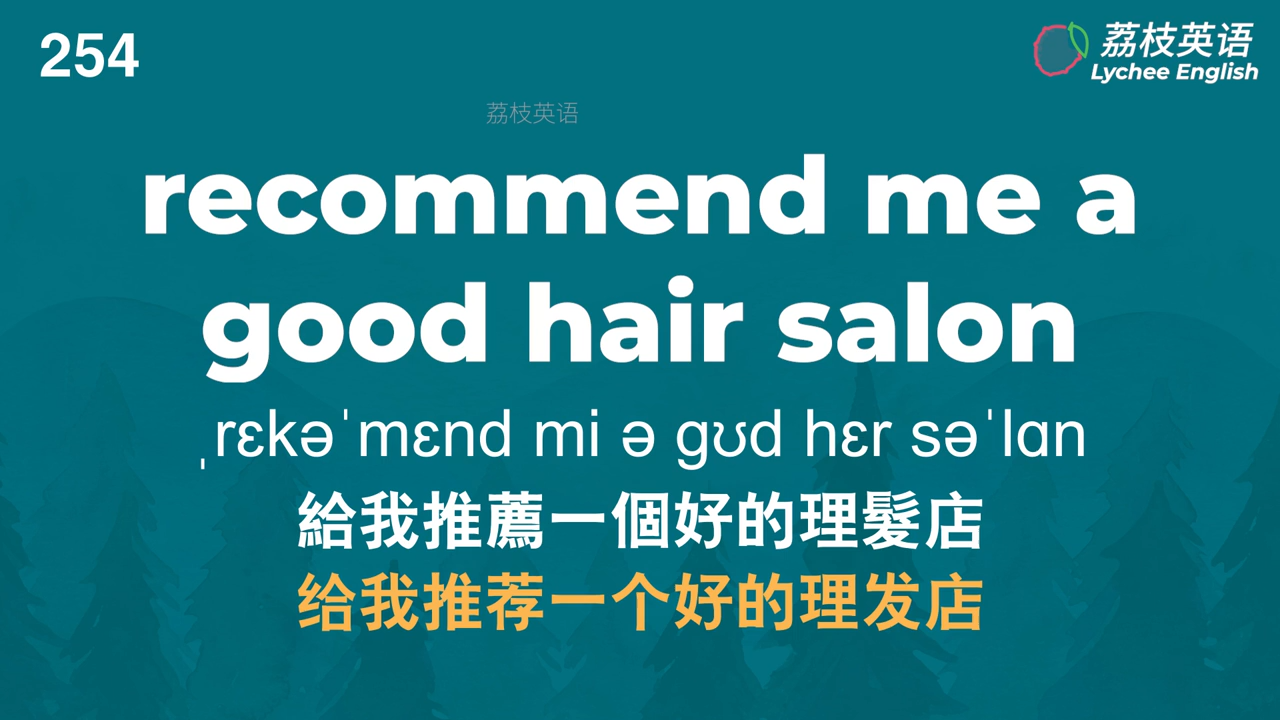 254
荔枝英语
Lychee English
荔枝英语
recommend me a
good hair salon
ˌrɛkəˈmɛnd mi ə gʊd hɛr səˈlɑn
給我推薦一個好的理髮店
给我推荐一个好的理发店